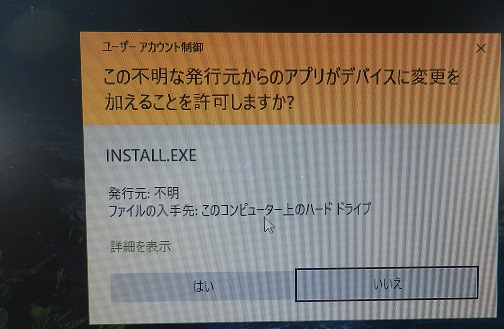 ユーザー アカウント制御
この不明な発行元からのアプリがデバイスに変更を
加えることを許可しますか?
INSTALL.EXE
発行元: 不明
ファイルの入手先: このコンピューター上のハード ドライブ
詳細を表示
はい
いいえ